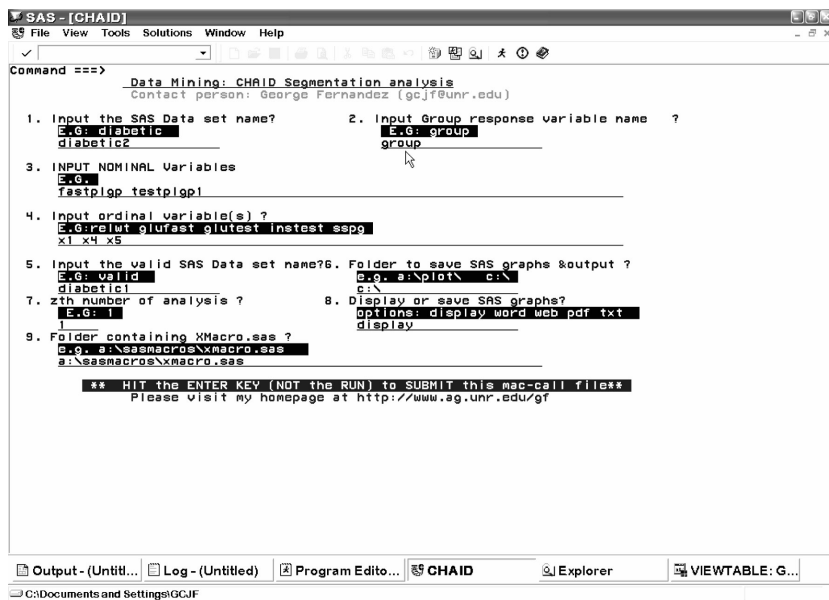 SAS - [CHAID]
File View Tools Solutions Window Help
Command ===>
Data Mining: CHAID Segmentation analysis
Contact person: George Fernandez (gcjf@unr.edu)
1. Input the SAS Data set name? 2. Input Group response variable name ?
E.G: diabetic E.G: group
diabetic2 group
3. INPUT NOMINAL Variables
E.G.
fastplgp testplgp1
4. Input ordinal variable(s) ?
E.G:relwt glufast glutest instest sspg
x1 x4 x5
5. Input the valid SAS Data set name?6. Folder to save SAS graphs &output ?
E.G: valid e.g. a:\plot\ c:\
diabetic1 c:\
7. zth number of analysis ? 8. Display or save SAS graphs?
E.G: 1 options: display word web pdf txt
1 display
9. Folder containing XMacro.sas ?
e.g. a:\sasmacros\xmacro.sas
a:\sasmacros\xmacro.sas
** HIT the ENTER KEY (NOT the RUN) to SUBMIT this mac-call file**
Please visit my homepage at http://www.ag.unr.edu/gf
Output - (Untitl... Log - (Untitled) Program Edito... CHAID Explorer VIEWTABLE: G...
C:\Documents and Settings\GCJF